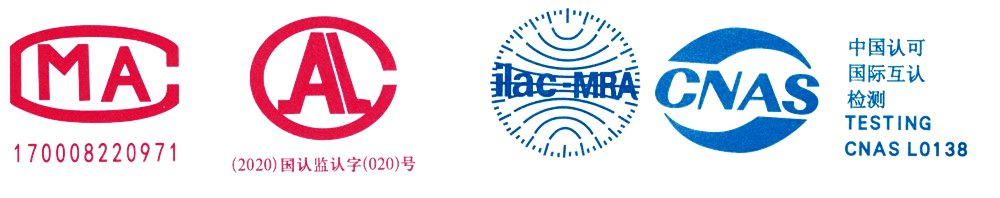 MA
170008220971
CAL
(2020)国认监认字(020)号
ilac-MRA
CNAS
中国认可
国际互认
检测
TESTING
CNAS L0138